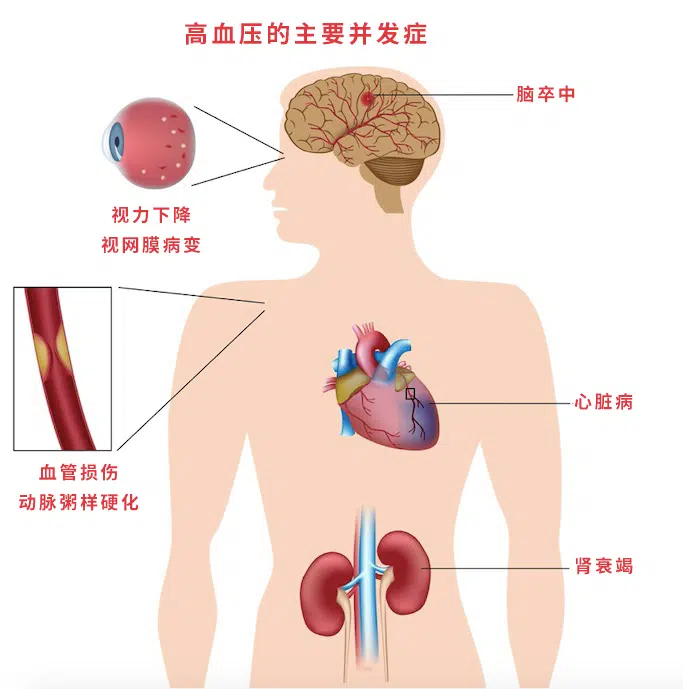 高血压的主要并发症
脑卒中
视力下降
视网膜病变
心脏病
血管损伤
动脉粥样硬化
肾衰竭